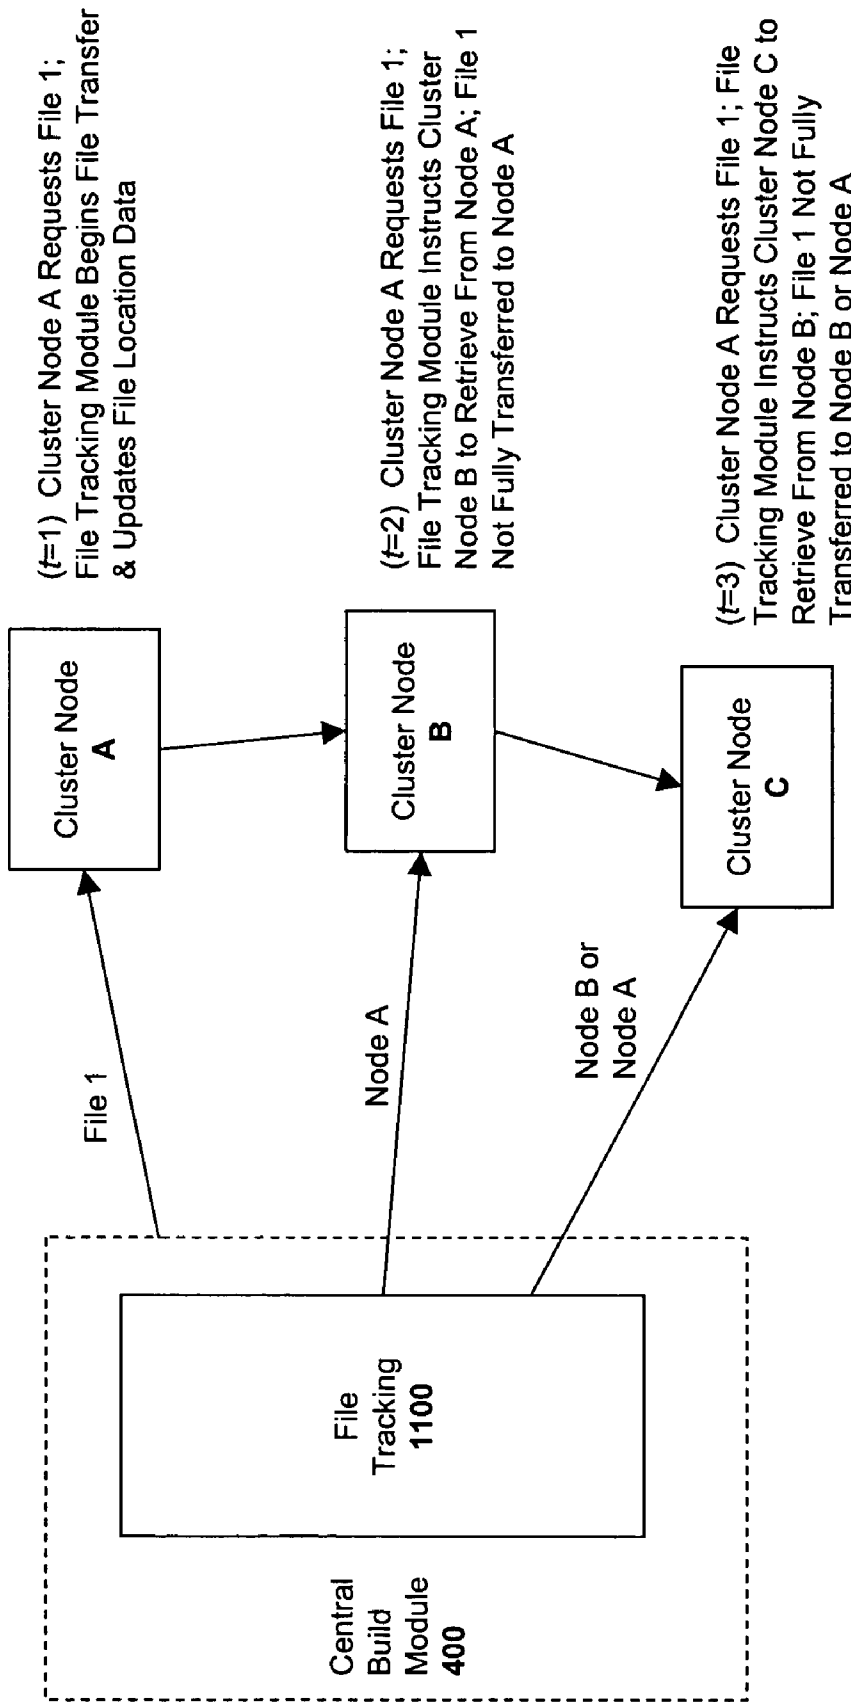 Central
Build
Module
400
File
Tracking
1100
File 1
Node A
Node B or
Node A
Cluster Node
A
Cluster Node
B
Cluster Node
C
(t=1) Cluster Node A Requests File 1;
File Tracking Module Begins File Transfer
& Updates File Location Data
(t=2) Cluster Node A Requests File 1;
File Tracking Module Instructs Cluster
Node B to Retrieve From Node A; File 1
Not Fully Transferred to Node A
(t=3) Cluster Node A Requests File 1; File
Tracking Module Instructs Cluster Node C to
Retrieve From Node B; File 1 Not Fully
Transferred to Node B or Node A